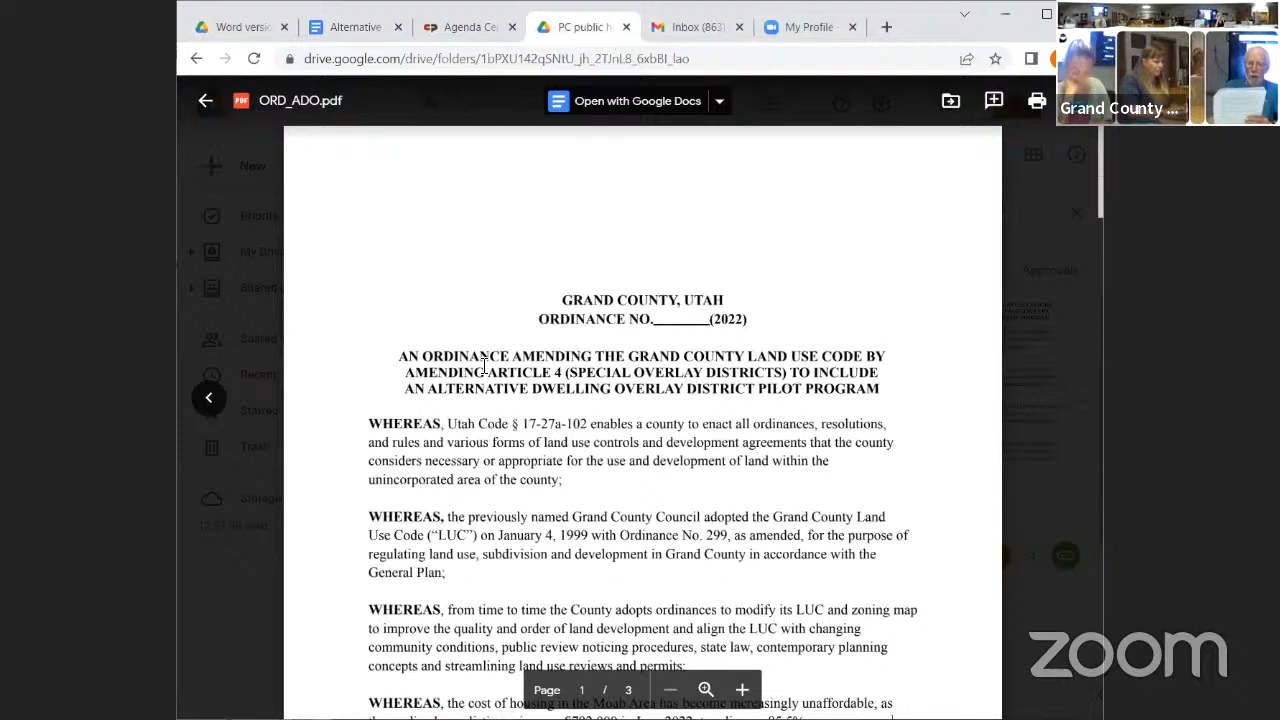 Word versi
Altern
Agenda Ce
PC public h
Inbox (863)
My Profile -
drive.google.com
ORD_ADO.pdf
Open with Google Docs
Grand County ...
New
Priority
My Driv
Shared
Recent
Starred
Trash
Storage
Approvals
GRAND COUNTY, UTAH
ORDINANCE NO.________(2022)
AN ORDINANCE AMENDING THE GRAND COUNTY LAND USE CODE BY
AMENDING ARTICLE 4 (SPECIAL OVERLAY DISTRICTS) TO INCLUDE
AN ALTERNATIVE DWELLING OVERLAY DISTRICT PILOT PROGRAM
WHEREAS, Utah Code § 17-27a-102 enables a county to enact all ordinances, resolutions,
and rules and various forms of land use controls and development agreements that the county
considers necessary or appropriate for the use and development of land within the
unincorporated area of the county;
WHEREAS, the previously named Grand County Council adopted the Grand County Land
Use Code (“LUC”) on January 4, 1999 with Ordinance No. 299, as amended, for the purpose of
regulating land use, subdivision and development in Grand County in accordance with the
General Plan;
WHEREAS, from time to time the County adopts ordinances to modify its LUC and zoning map
to improve the quality and order of land development and align the LUC with changing
community conditions, public review noticing procedures, state law, contemporary planning
concepts and streamlining land use reviews and permits;
WHEREAS, the cost of housing in the Moab Area has become increasingly unaffordable, as
Page 1 / 3
zoom